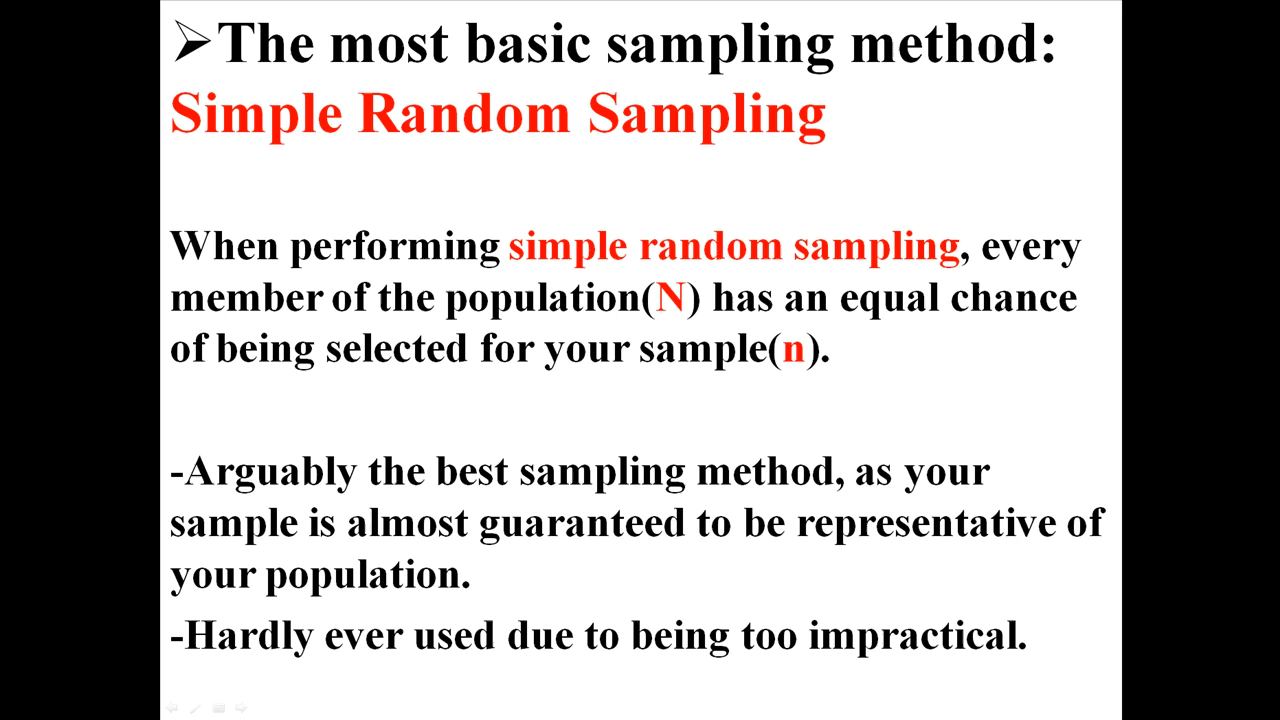 ➢The most basic sampling method:
Simple Random Sampling
When performing simple random sampling, every
member of the population(N) has an equal chance
of being selected for your sample(n).
-Arguably the best sampling method, as your
sample is almost guaranteed to be representative of
your population.
-Hardly ever used due to being too impractical.